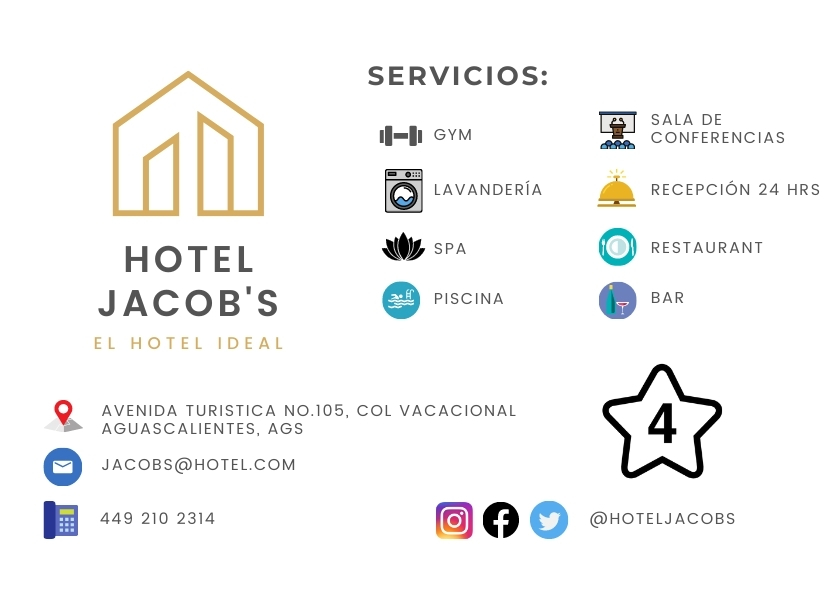 HOTEL
JACOB'S
EL HOTEL IDEAL
SERVICIOS:
GYM
LAVANDERÍA
SPA
PISCINA
SALA DE
CONFERENCIAS
RECEPCIÓN 24 HRS
RESTAURANT
BAR
4
AVENIDA TURISTICA NO.105, COL VACACIONAL
AGUASCALIENTES, AGS
JACOBS@HOTEL.COM
449 210 2314
@HOTELJACOBS